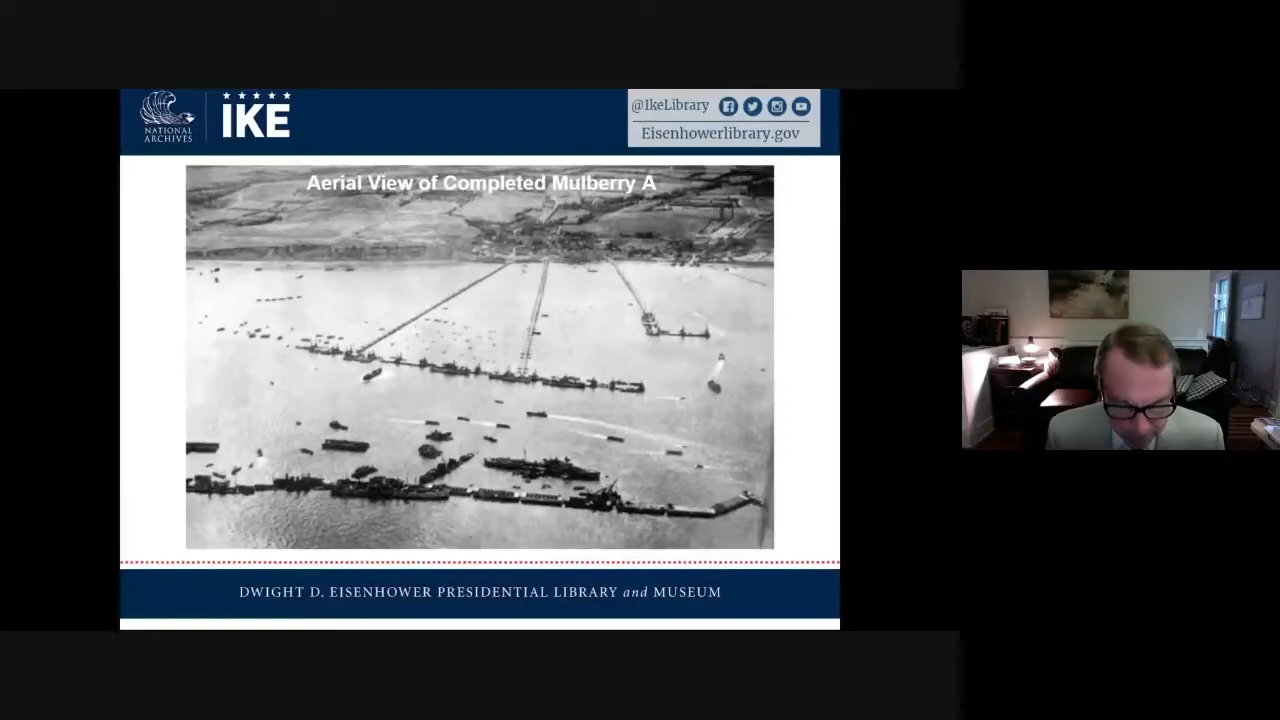 NATIONAL
ARCHIVES
IKE
@IkeLibrary
Eisenhowerlibrary.gov
Aerial View of Completed Mulberry A
DWIGHT D. EISENHOWER PRESIDENTIAL LIBRARY and MUSEUM